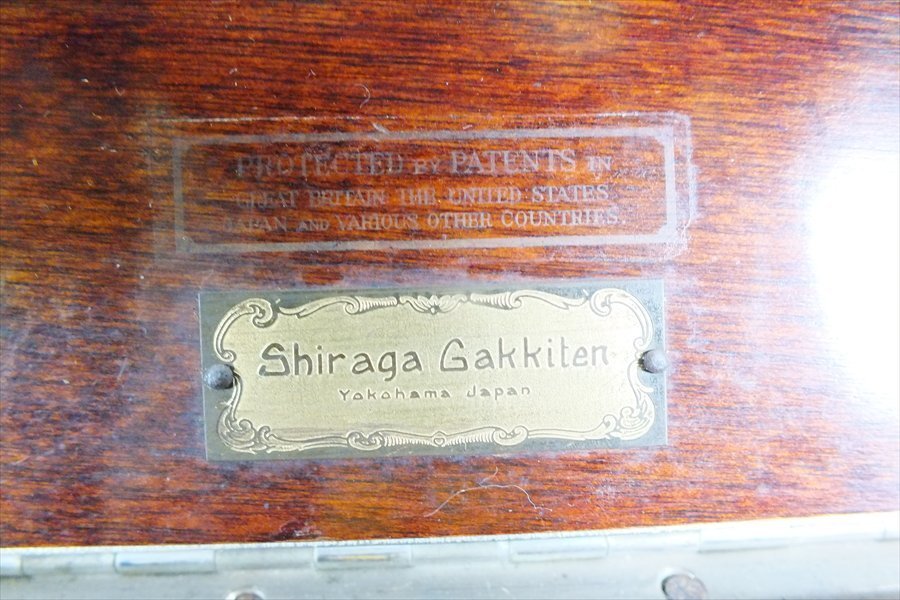 PROTECTED BY PATENTS IN
GREAT BRITAIN, THE UNITED STATES,
JAPAN AND VARIOUS OTHER COUNTRIES.
Shiraga Gakkiten
Yokohama Japan